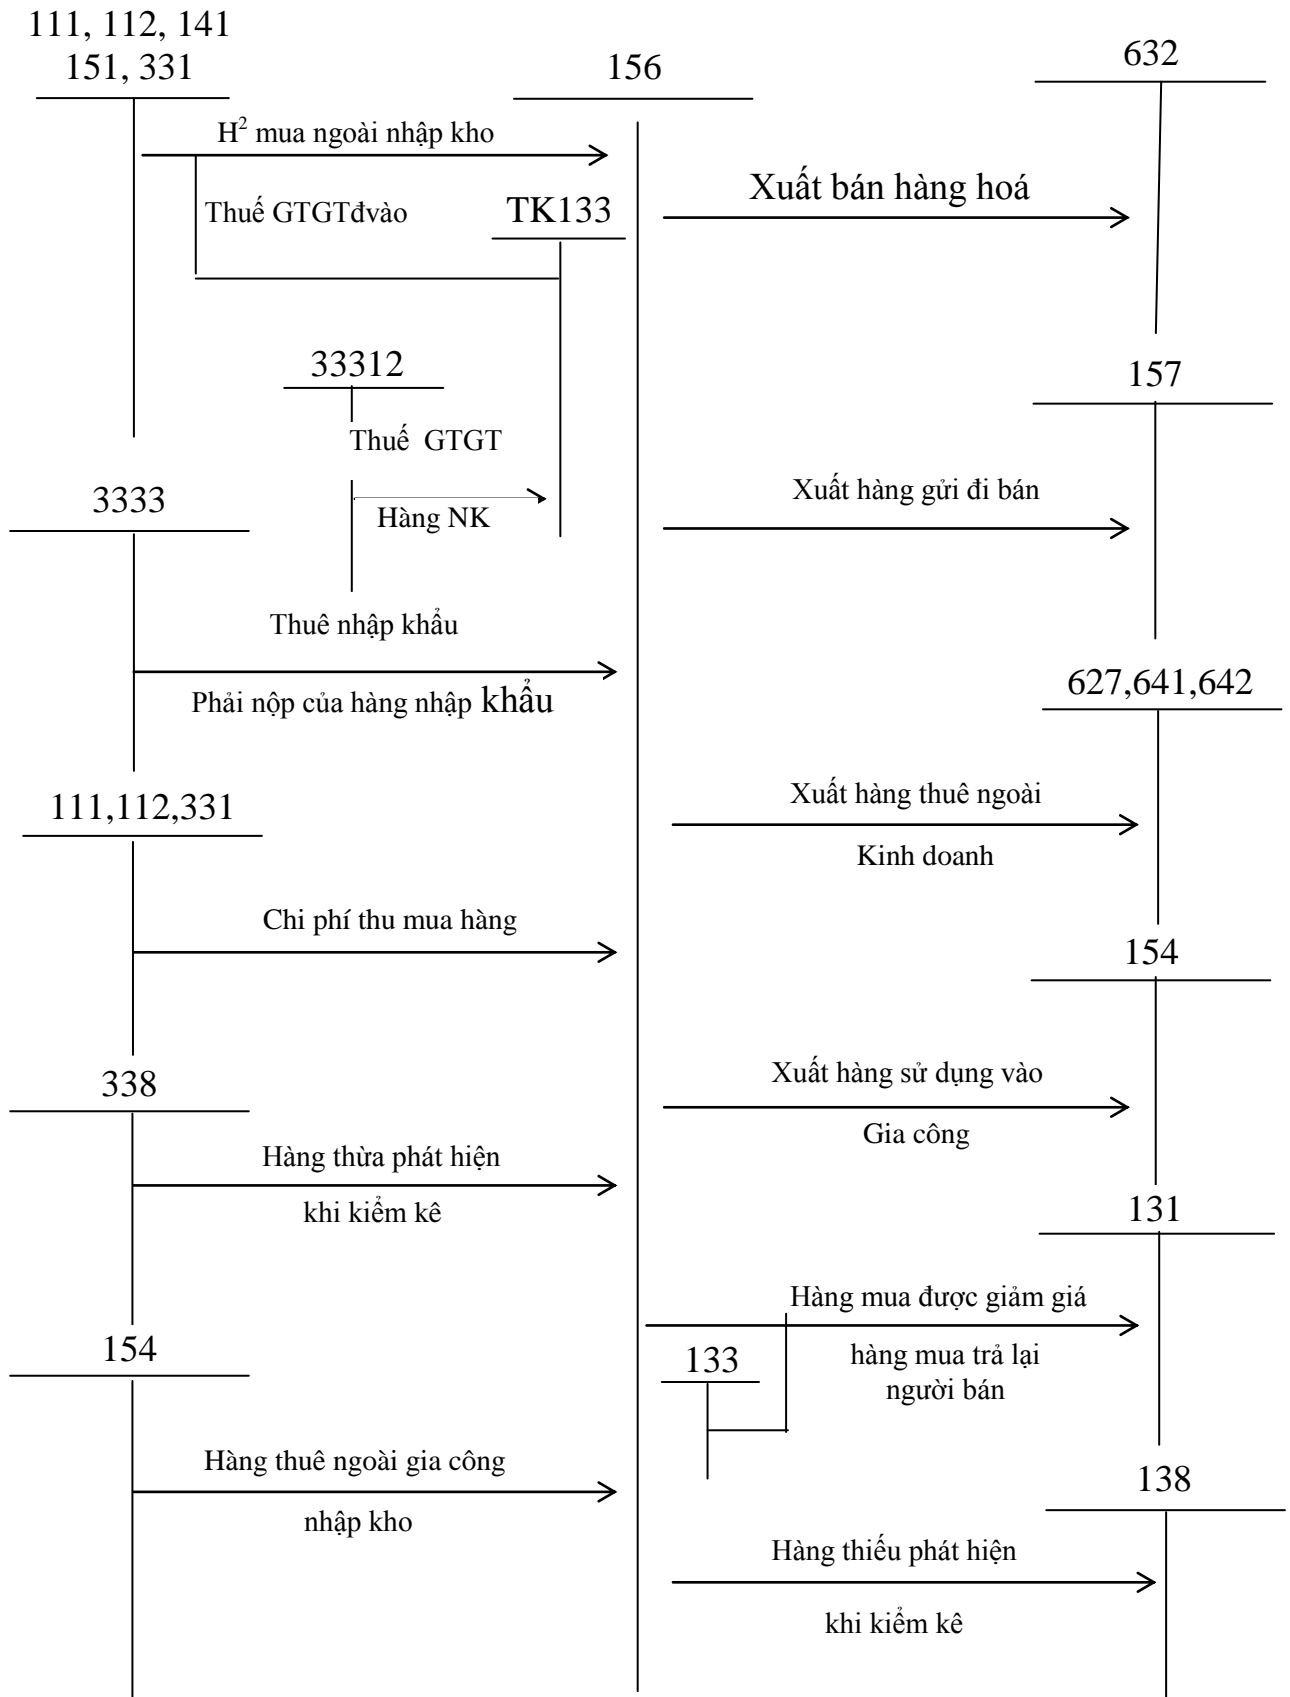 111, 112, 141
151, 331
156
632
H² mua ngoài nhập kho
Xuất bán hàng hoá
Thuế GTGTđvào
TK133
33312
157
Thuế GTGT
3333
Hàng NK
Xuất hàng gửi đi bán
Thuê nhập khẩu
Phải nộp của hàng nhập khẩu
627,641,642
111,112,331
Xuất hàng thuê ngoài
Kinh doanh
Chi phí thu mua hàng
154
338
Xuất hàng sử dụng vào
Gia công
Hàng thừa phát hiện
khi kiểm kê
131
Hàng mua được giảm giá
154
133
hàng mua trả lại
người bán
Hàng thuê ngoài gia công
nhập kho
138
Hàng thiếu phát hiện
khi kiểm kê